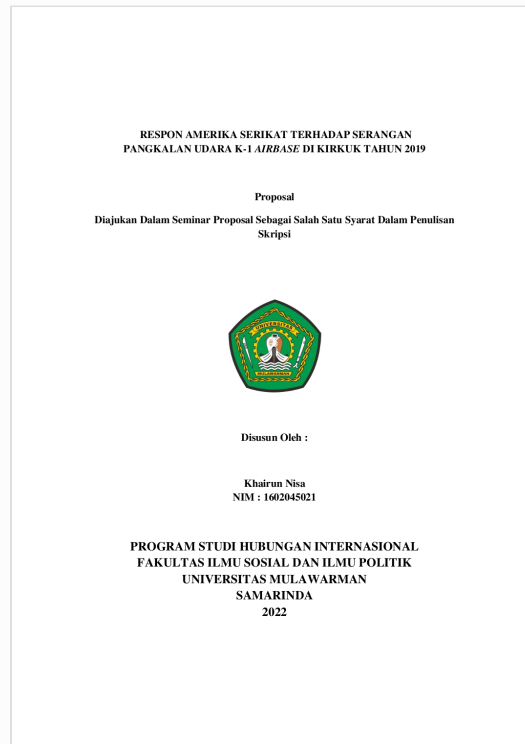 RESPON AMERIKA SERIKAT TERHADAP SERANGAN
PANGKALAN UDARA K-1 AIRBASE DI KIRKUK TAHUN 2019
Proposal
Diajukan Dalam Seminar Proposal Sebagai Salah Satu Syarat Dalam Penulisan
Skripsi
UNIVERSITAS
MULAWARMAN
Disusun Oleh :
Khairun Nisa
NIM : 1602045021
PROGRAM STUDI HUBUNGAN INTERNASIONAL
FAKULTAS ILMU SOSIAL DAN ILMU POLITIK
UNIVERSITAS MULAWARMAN
SAMARINDA
2022